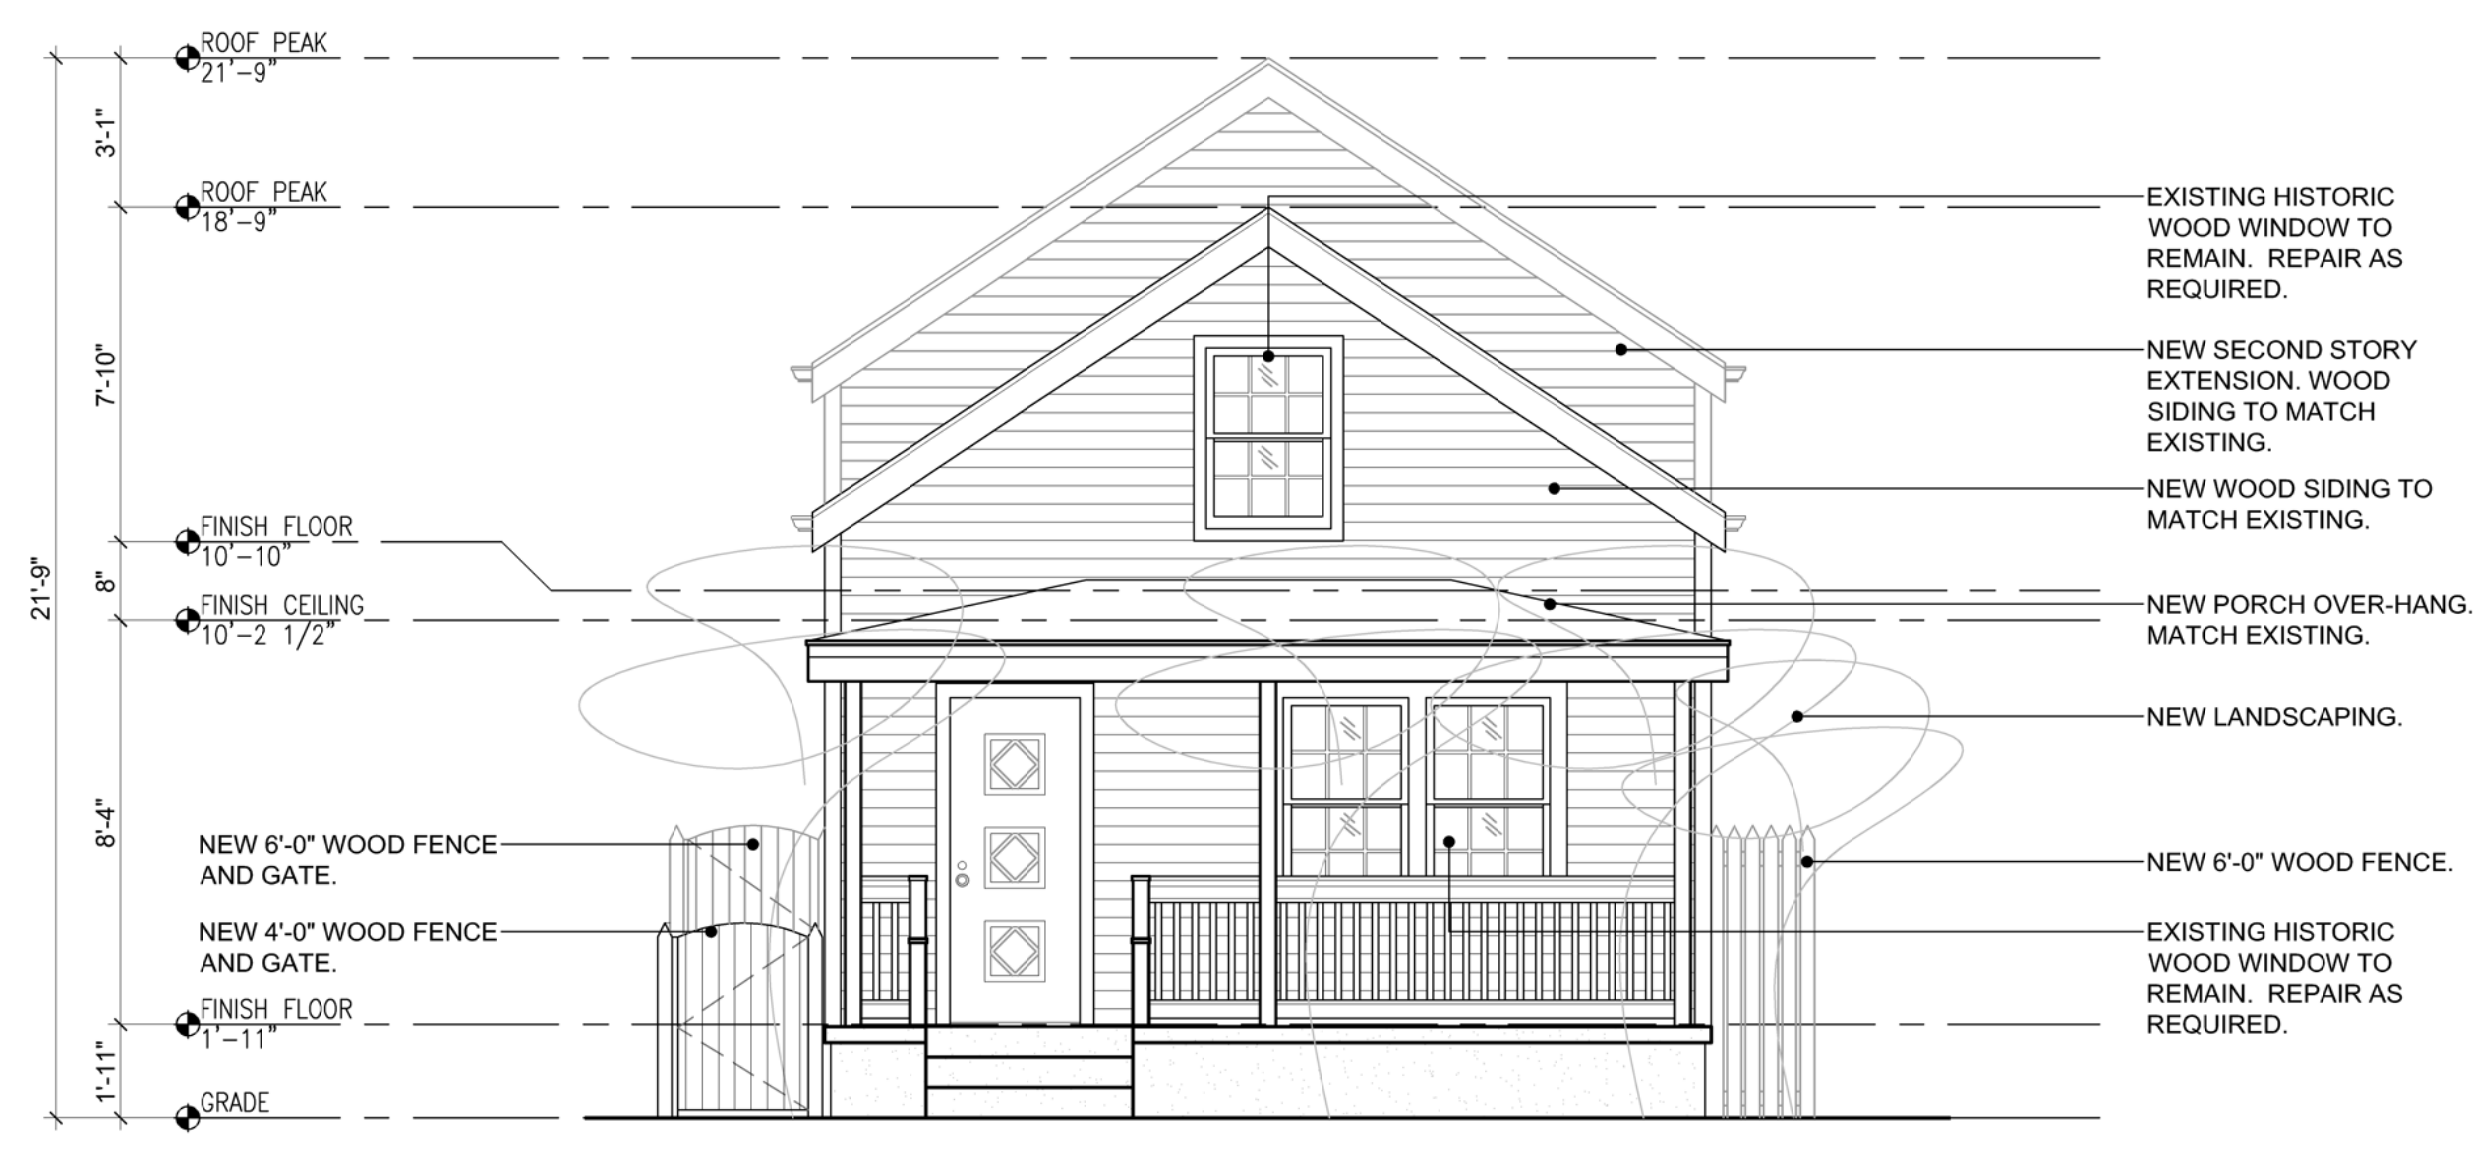 ROOF PEAK
21'-9"
3'-1"
ROOF PEAK
18'-9"
7'-10"
FINISH FLOOR
10'-10"
8"
21'-9"
FINISH CEILING
10'-2 1/2"
8'-4"
NEW 6'-0" WOOD FENCE
AND GATE.
NEW 4'-0" WOOD FENCE
AND GATE.
FINISH FLOOR
1'-11"
1'-11"
GRADE
EXISTING HISTORIC
WOOD WINDOW TO
REMAIN. REPAIR AS
REQUIRED.
NEW SECOND STORY
EXTENSION. WOOD
SIDING TO MATCH
EXISTING.
NEW WOOD SIDING TO
MATCH EXISTING.
NEW PORCH OVER-HANG.
MATCH EXISTING.
NEW LANDSCAPING.
NEW 6'-0" WOOD FENCE.
EXISTING HISTORIC
WOOD WINDOW TO
REMAIN. REPAIR AS
REQUIRED.